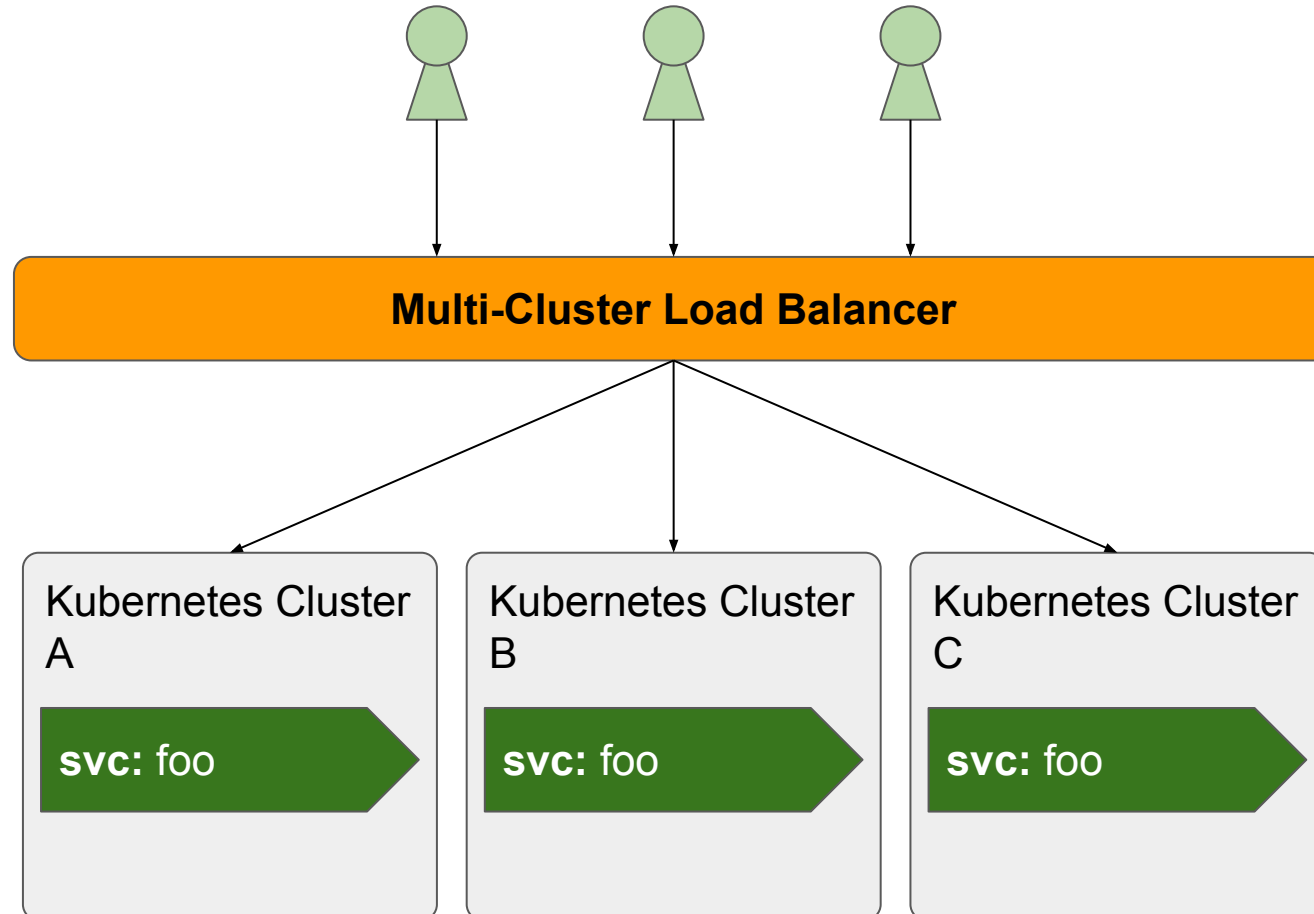 Multi-Cluster Load Balancer
Kubernetes Cluster
A
svc: foo
Kubernetes Cluster
B
svc: foo
Kubernetes Cluster
C
svc: foo